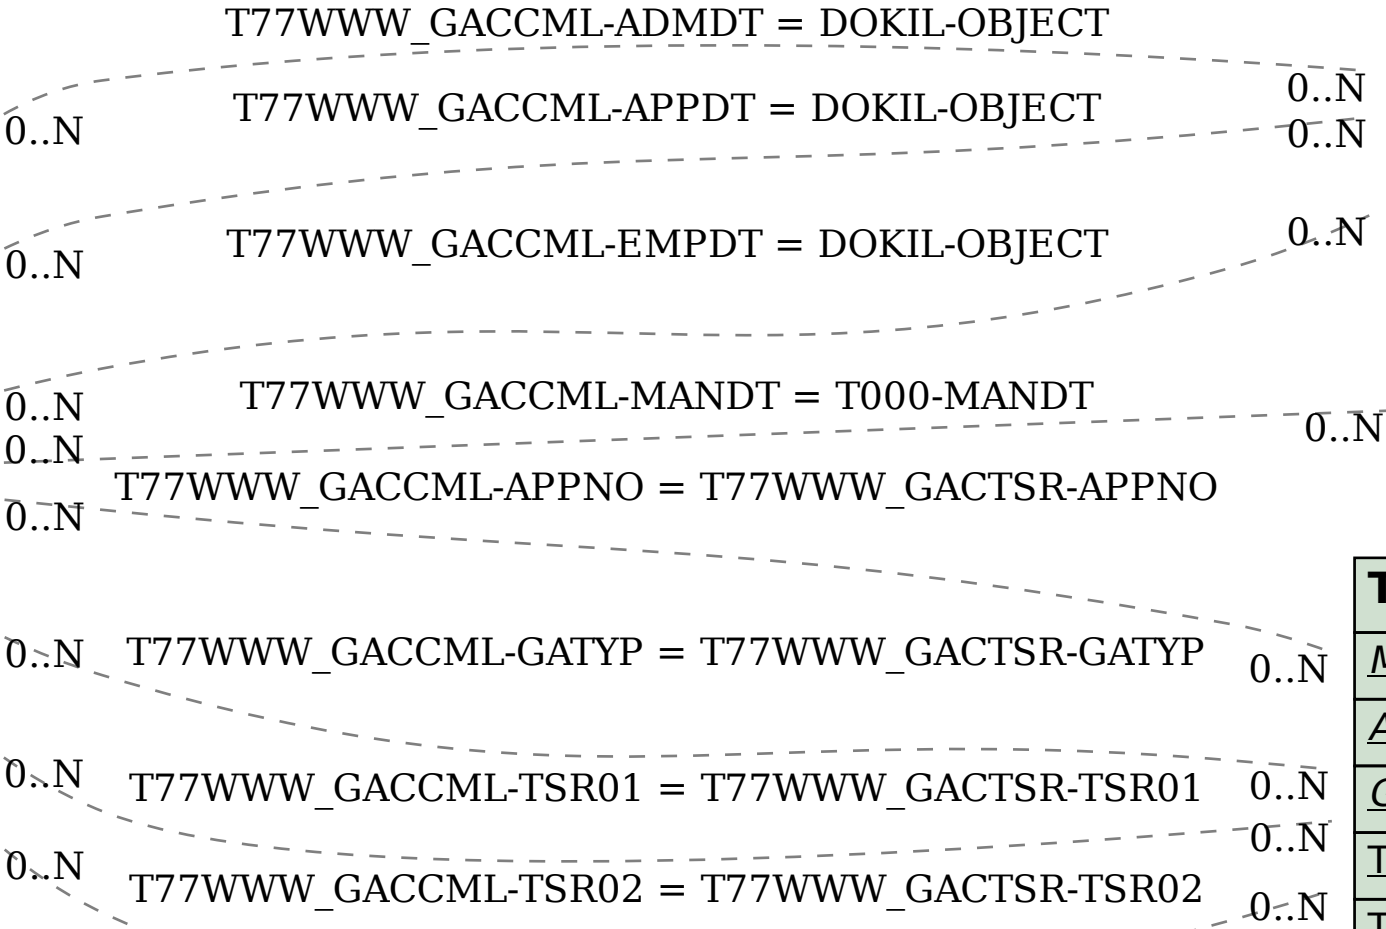 T77WWW_GACCML-ADMDT = DOKIL-OBJECT
0..N
T77WWW_GACCML-APPDT = DOKIL-OBJECT
0..N
0..N
T77WWW_GACCML-EMPDT = DOKIL-OBJECT
0..N
0..N
T77WWW_GACCML-MANDT = T000-MANDT
0..N
0..N
0..N
T77WWW_GACCML-APPNO = T77WWW_GACTSR-APPNO
0..N
0..N
T77WWW_GACCML-GATYP = T77WWW_GACTSR-GATYP
0..N
0..N
T77WWW_GACCML-TSR01 = T77WWW_GACTSR-TSR01
0..N
0..N
0..N
T77WWW_GACCML-TSR02 = T77WWW_GACTSR-TSR02
0..N